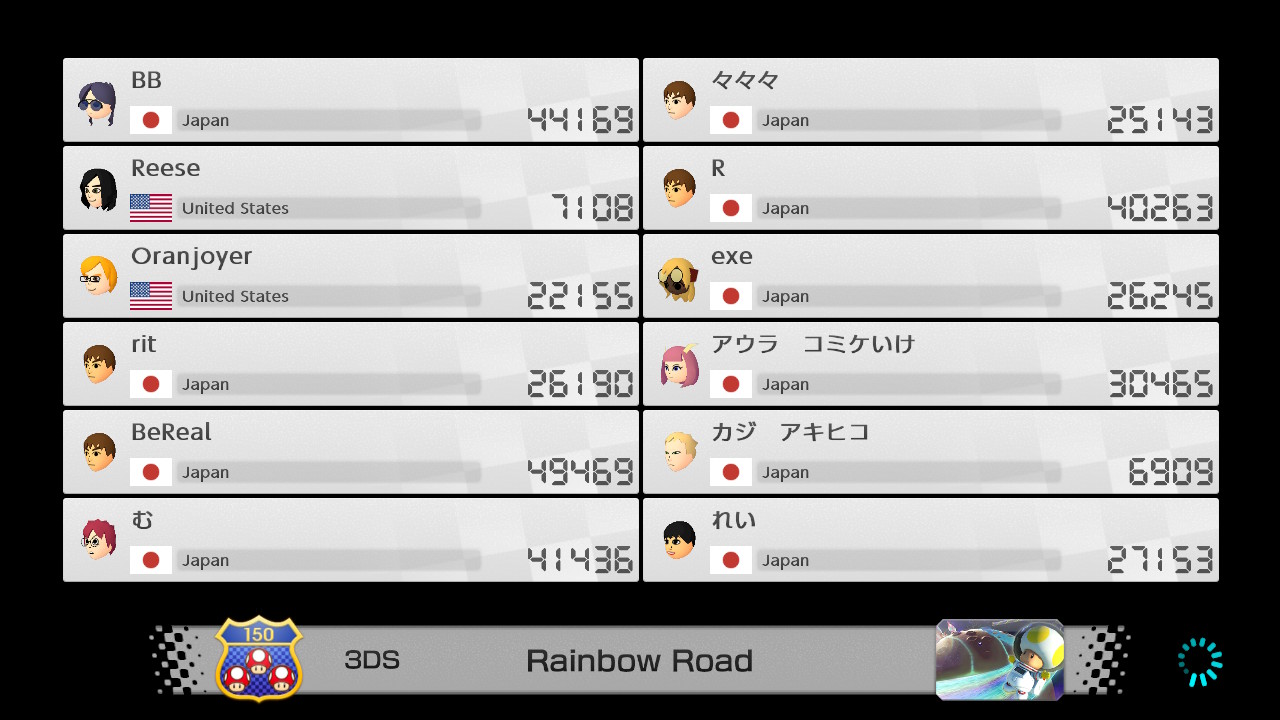 BB
Japan 44169
Reese
United States 7108
Oranjoyer
United States 22155
rit
Japan 26190
BeReal
Japan 49469
む
Japan 41436
々々々
Japan 25143
R
Japan 40263
exe
Japan 26245
アウラ　コミケいけ
Japan 30465
カジ　アキヒコ
Japan 6909
れい
Japan 27153
150
3DS Rainbow Road